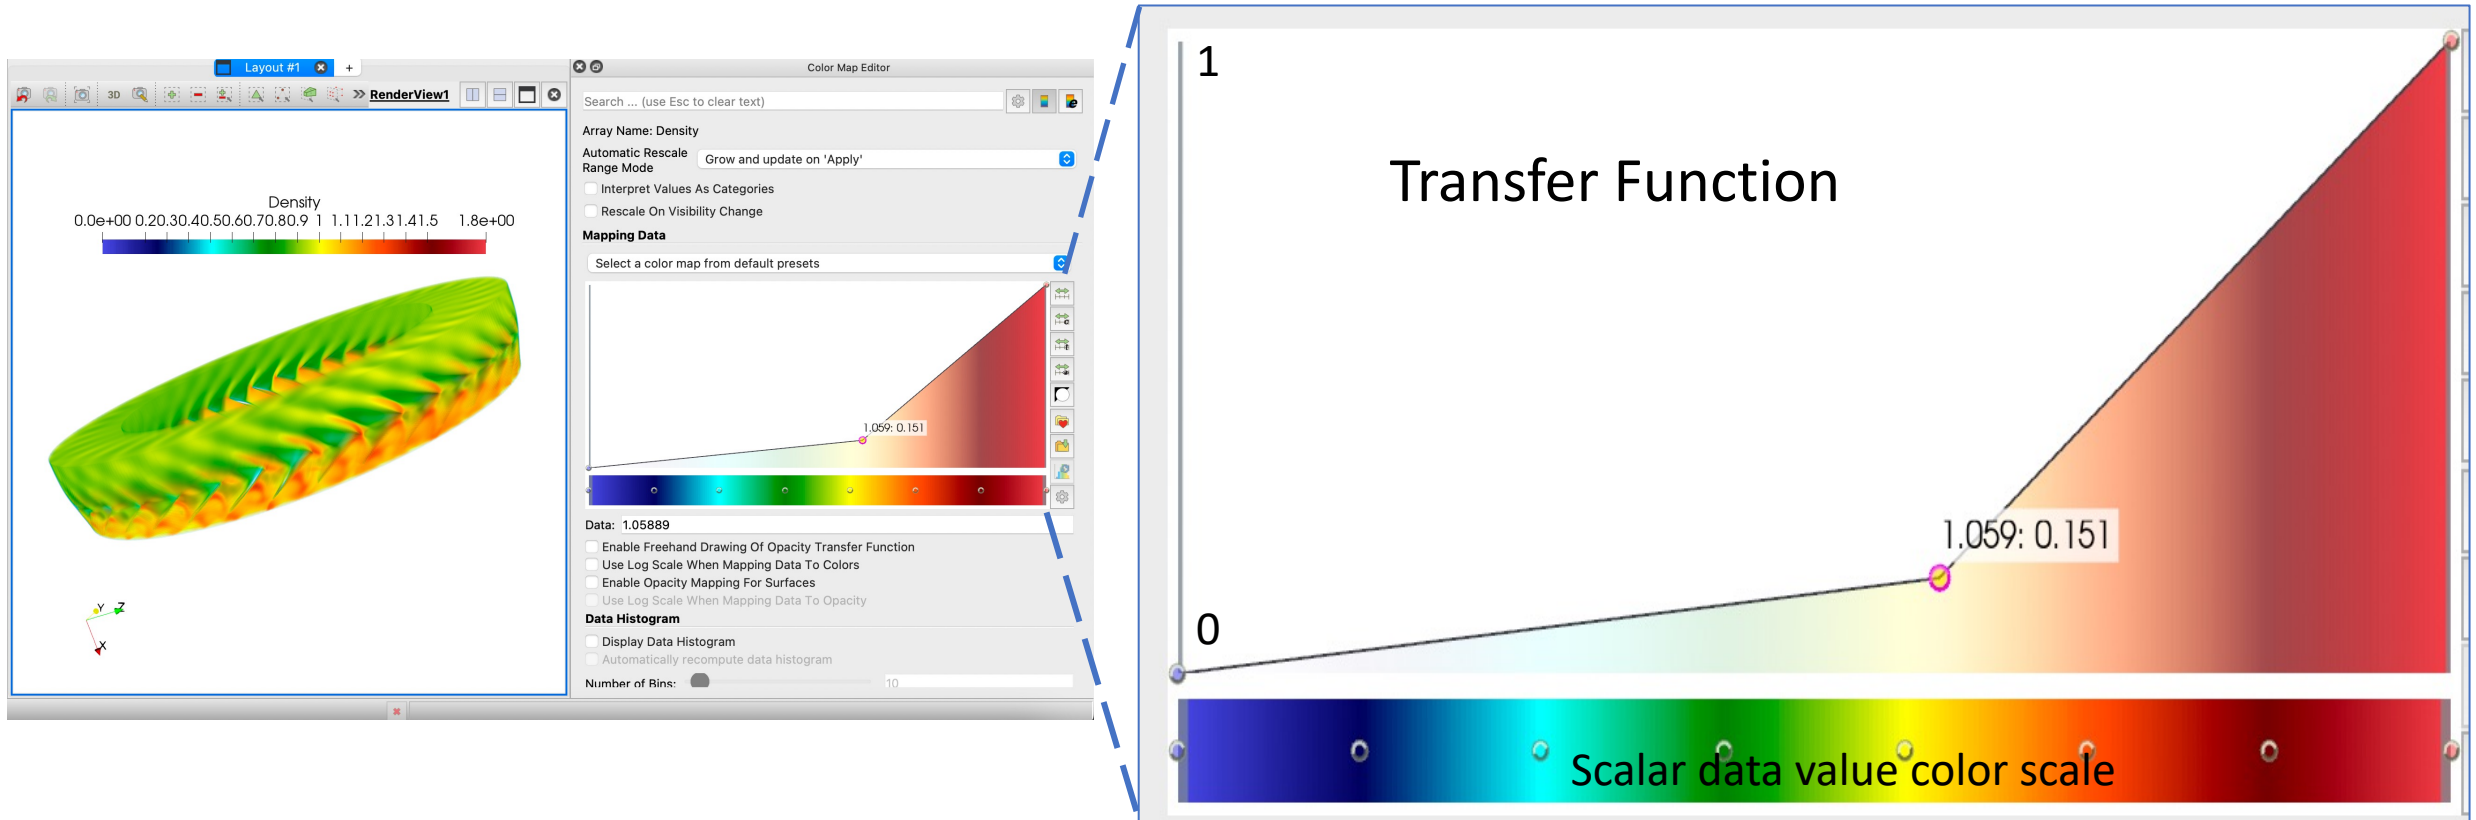 Layout #1
+
3D
RenderView1
Density
0.0e+00 0.20.30.40.50.60.70.80.9 1 1.11.21.31.41.5 1.8e+00
Y Z
X
Color Map Editor
Search ... (use Esc to clear text)
Array Name: Density
Automatic Rescale
Range Mode
Grow and update on 'Apply'
Interpret Values As Categories
Rescale On Visibility Change
Mapping Data
Select a color map from default presets
1.059: 0.151
Data: 1.05889
Enable Freehand Drawing Of Opacity Transfer Function
Use Log Scale When Mapping Data To Colors
Enable Opacity Mapping For Surfaces
Use Log Scale When Mapping Data To Opacity
Data Histogram
Display Data Histogram
Automatically recompute data histogram
Number of Bins: 10
1
Transfer Function
1.059: 0.151
0
Scalar data value color scale